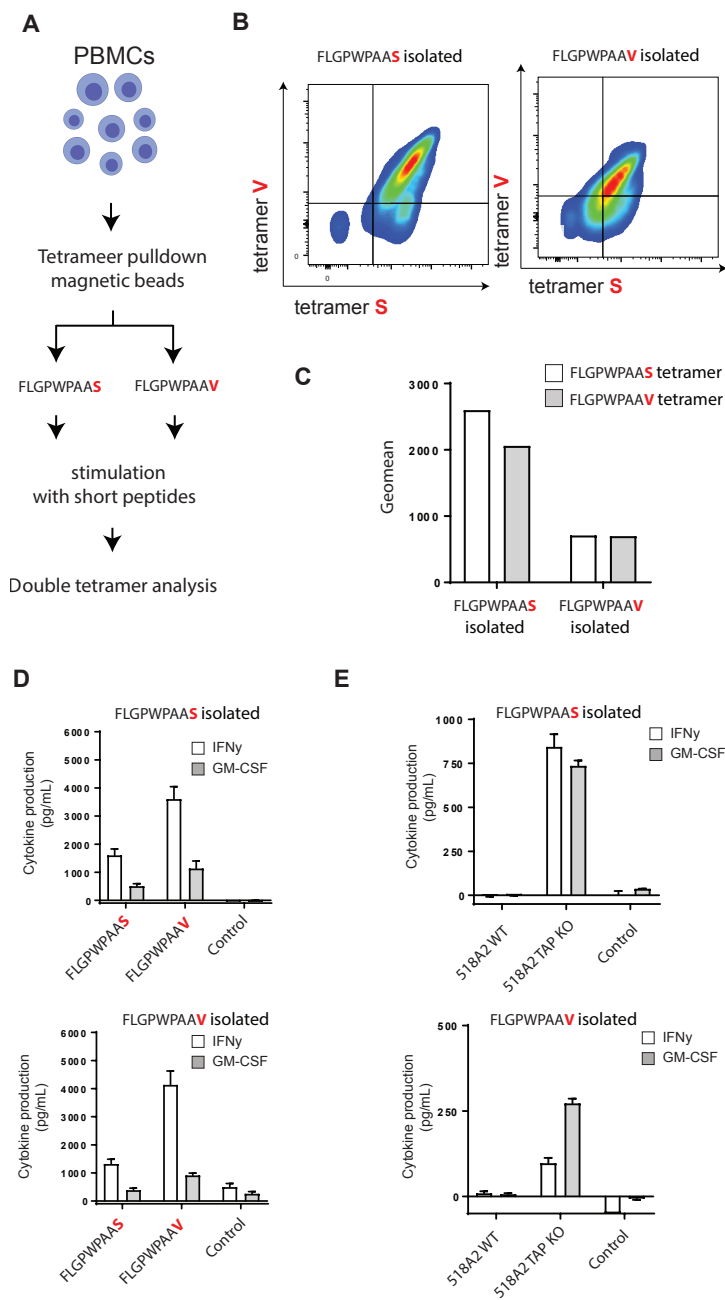 A
PBMCs
Tetrameer pulldown
magnetic beads
FLGPWPAAS
FLGPWPAAV
stimulation
with short peptides
Double tetramer analysis
B
FLGPWPAAS isolated
FLGPWPAAV isolated
tetramer V
0
0
tetramer S
tetramer V
tetramer S
C
FLGPWPAAS tetramer
FLGPWPAAV tetramer
Geomean
3000
2000
1000
0
FLGPWPAAS
isolated
FLGPWPAAV
isolated
D
FLGPWPAAS isolated
IFNy
GM-CSF
Cytokine production
(pg/mL)
6000
5000
4000
3000
2000
1000
0
FLGPWPAAS
FLGPWPAAV
Control
FLGPWPAAV isolated
IFNy
GM-CSF
Cytokine production
(pg/mL)
6000
5000
4000
3000
2000
1000
0
FLGPWPAAS
FLGPWPAAV
Control
E
FLGPWPAAS isolated
IFNy
GM-CSF
Cytokine production
(pg/mL)
1000
750
500
250
0
518A2 WT
518A2 TAP KO
Control
FLGPWPAAV isolated
IFNy
GM-CSF
Cytokine production
(pg/mL)
500
250
0
518A2 WT
518A2 TAP KO
Control